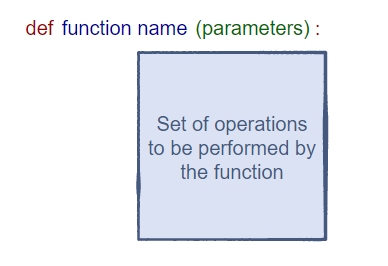 def function name (parameters) :
Set of operations
to be performed by
the function